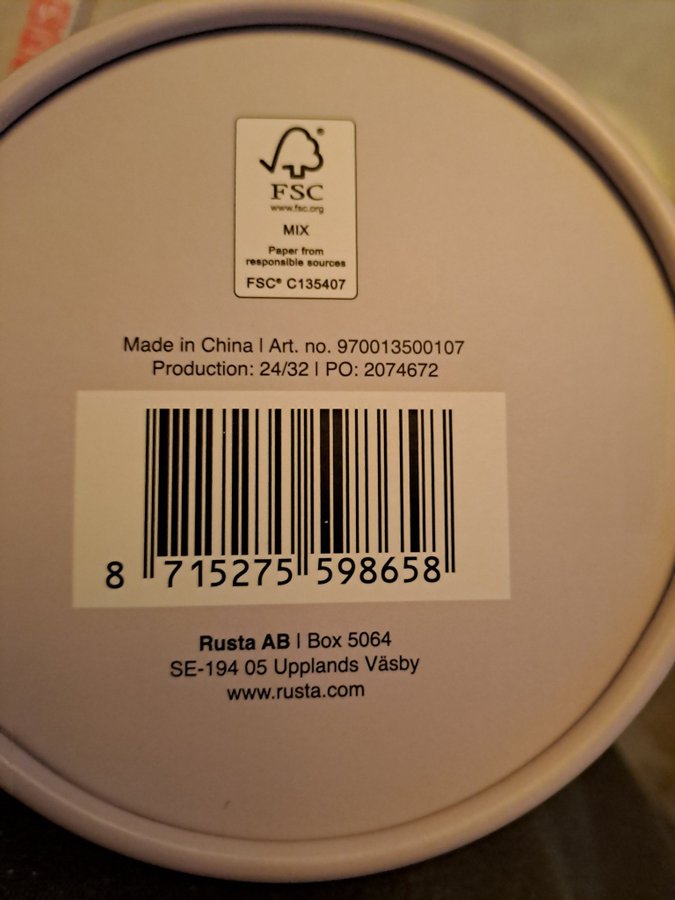 FSC®
www.fsc.org
MIX
Paper from
responsible sources
FSC® C135407
Made in China | Art. no. 970013500107
Production: 24/32 | PO: 2074672
8 715275 598658
Rusta AB | Box 5064
SE-194 05 Upplands Väsby
www.rusta.com